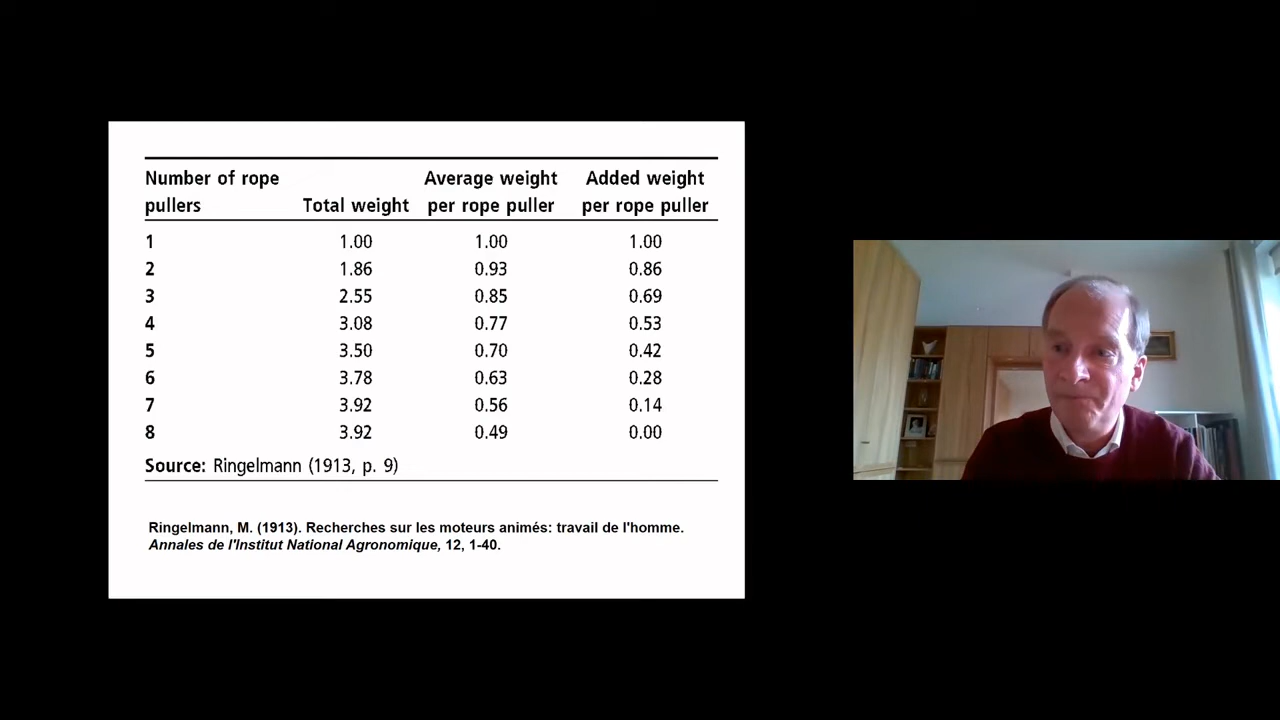 Number of rope pullers Total weight Average weight per rope puller Added weight per rope puller
1 1.00 1.00 1.00
2 1.86 0.93 0.86
3 2.55 0.85 0.69
4 3.08 0.77 0.53
5 3.50 0.70 0.42
6 3.78 0.63 0.28
7 3.92 0.56 0.14
8 3.92 0.49 0.00
Source: Ringelmann (1913, p. 9)
Ringelmann, M. (1913). Recherches sur les moteurs animés: travail de l'homme.
Annales de l'Institut National Agronomique, 12, 1-40.